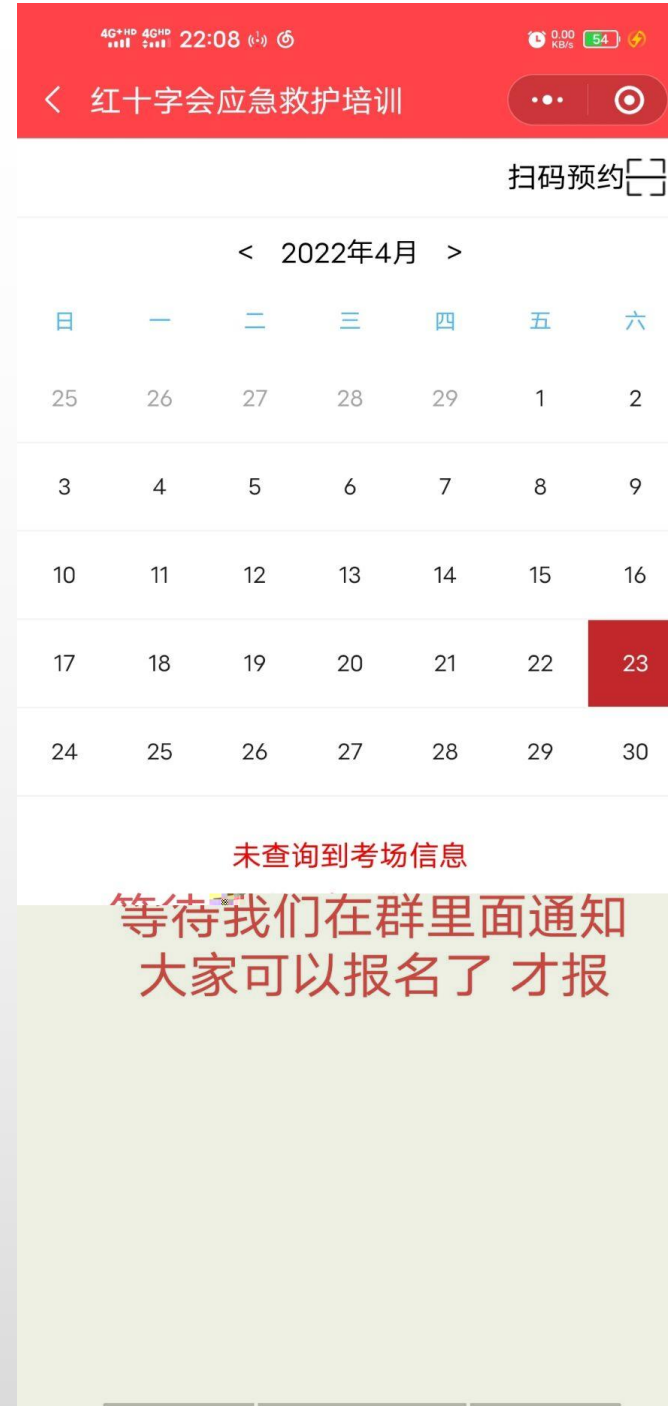 4G+HD 4GHD 22:08 0.00 KB/s 54
< 红十字会应急救护培训
扫码预约
< 2022年4月 >
日 一 二 三 四 五 六
25 26 27 28 29 1 2
3 4 5 6 7 8 9
10 11 12 13 14 15 16
17 18 19 20 21 22 23
24 25 26 27 28 29 30
未查询到考场信息
等待我们在群里面通知
大家可以报名了 才报